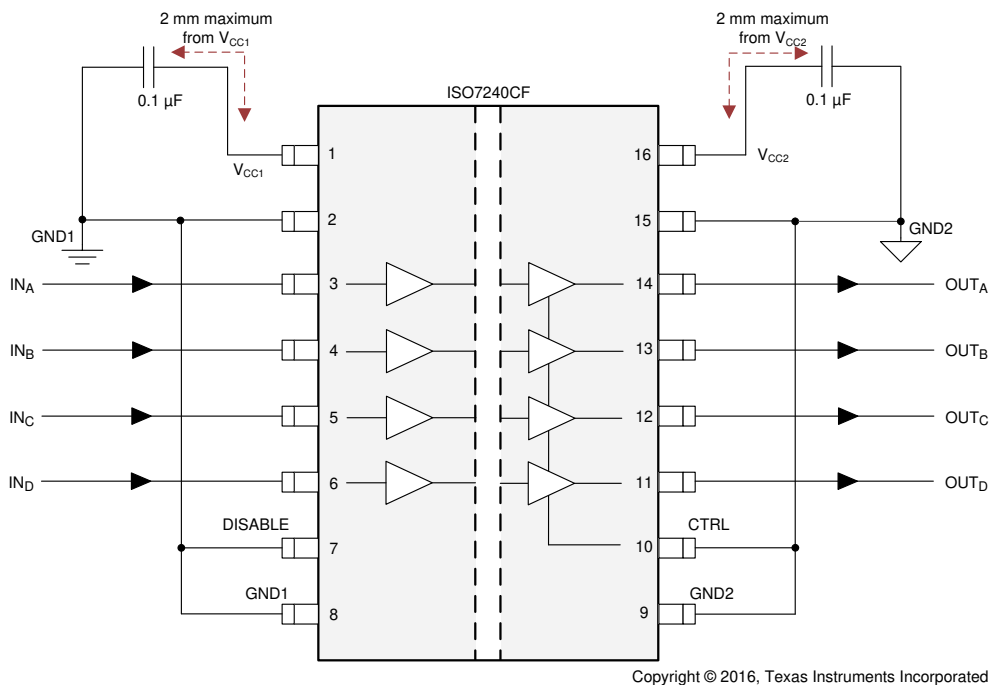 2 mm maximum
from VCC1
2 mm maximum
from VCC2
0.1 µF
0.1 µF
ISO7240CF
1
16
VCC1
VCC2
2
15
GND1
GND2
INA
3
14
OUTA
INB
4
13
OUTB
INC
5
12
OUTC
IND
6
11
OUTD
DISABLE
CTRL
7
10
GND1
GND2
8
9
Copyright © 2016, Texas Instruments Incorporated